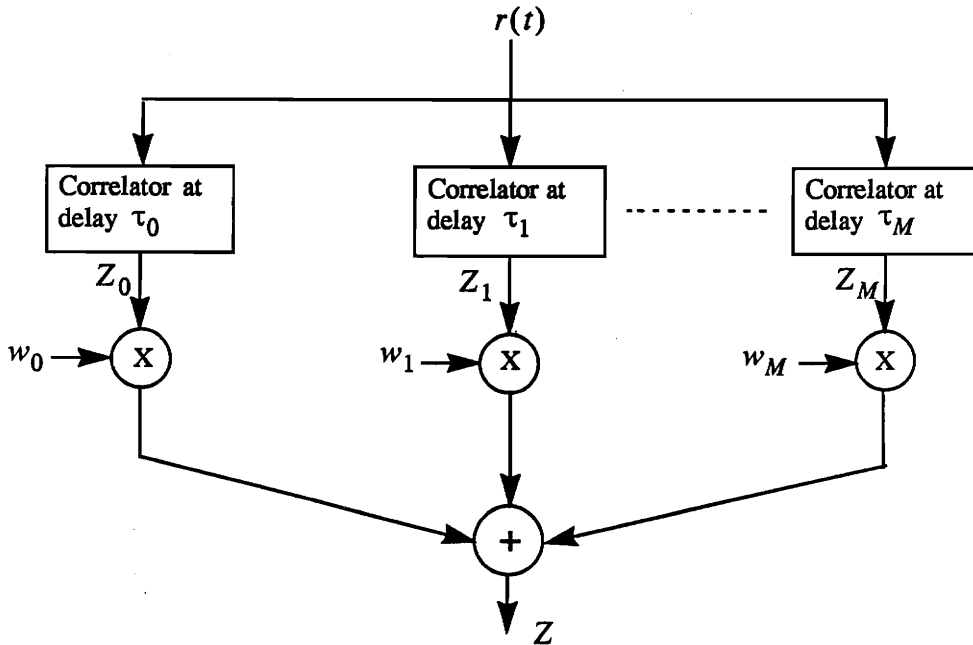 r(t)
Correlator at
delay τ0
Correlator at
delay τ1
Correlator at
delay τM
Z0
Z1
ZM
w0
X
w1
X
wM
X
+
Z